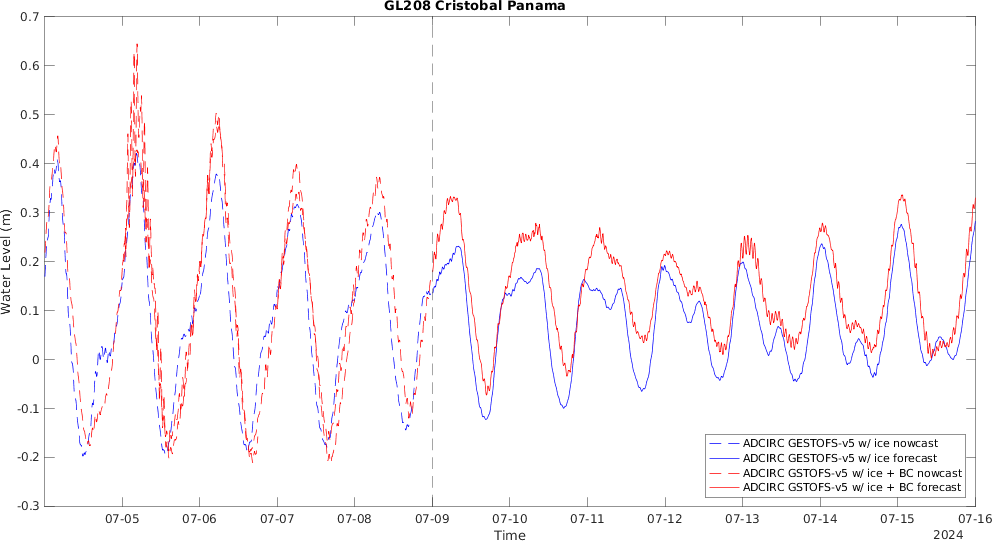 GL208 Cristobal Panama
0.7
0.6
0.5
0.4
0.3
0.2
0.1
0
-0.1
-0.2
-0.3
Water Level (m)
07-05 07-06 07-07 07-08 07-09 07-10 07-11 07-12 07-13 07-14 07-15 07-16
Time
2024
ADCIRC GESTOFS-v5 w/ ice nowcast
ADCIRC GESTOFS-v5 w/ ice forecast
ADCIRC GSTOFS-v5 w/ ice + BC nowcast
ADCIRC GSTOFS-v5 w/ ice + BC forecast